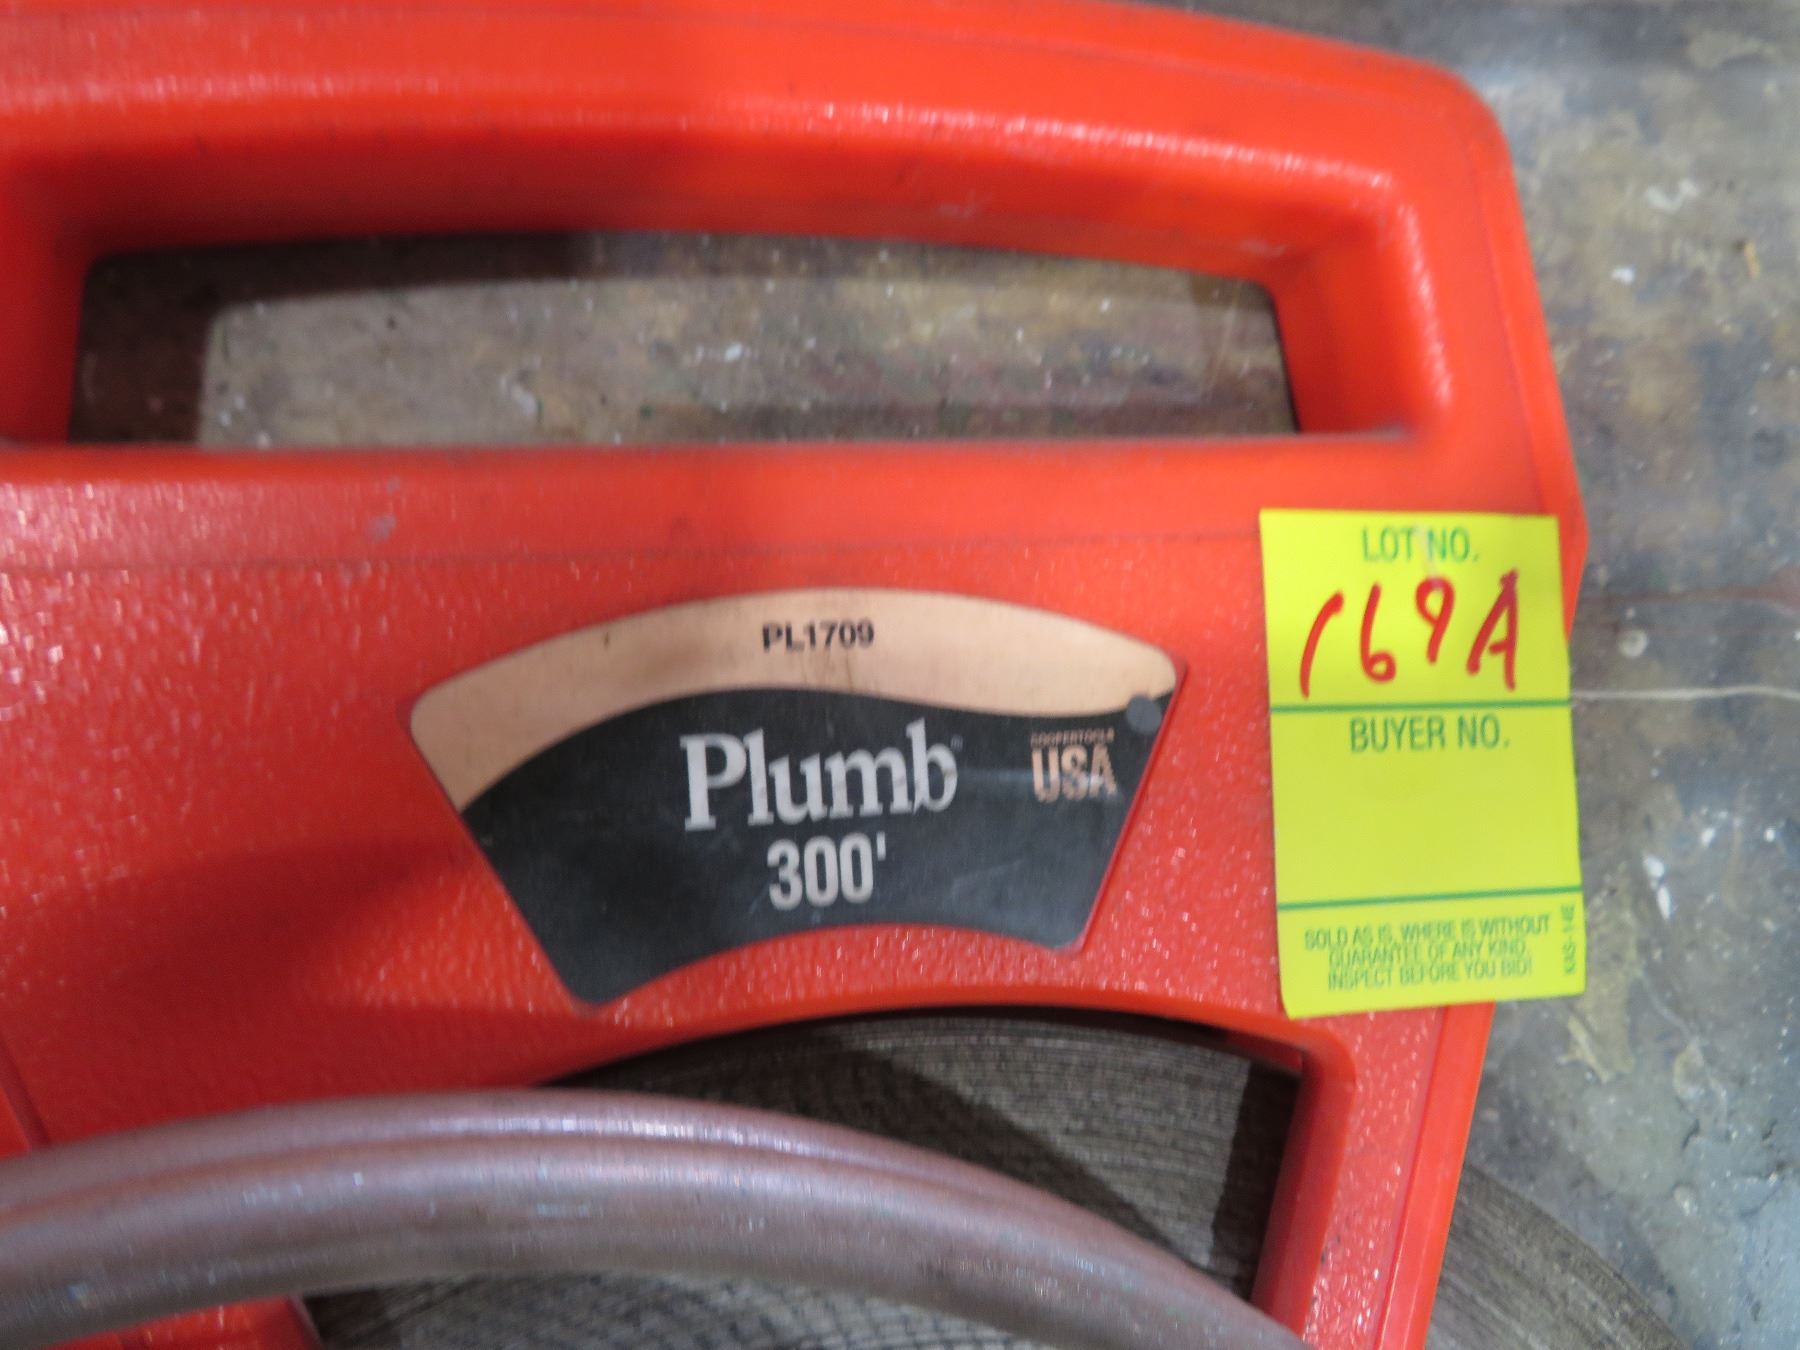 PL1709
Plumb
COOPERTOOLS
USA
300'
LOT NO.
169A
BUYER NO.
SOLD AS IS, WHERE IS WITHOUT
GUARANTEE OF ANY KIND.
INSPECT BEFORE YOU BID!